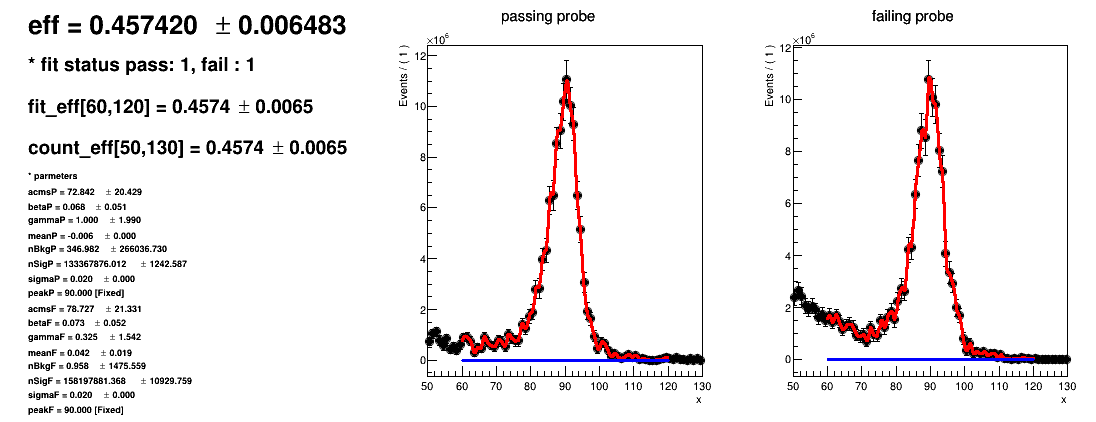 eff = 0.457420 ± 0.006483
* fit status pass: 1, fail : 1
fit_eff[60,120] = 0.4574 ± 0.0065
count_eff[50,130] = 0.4574 ± 0.0065
* parmeters
acmsP = 72.842 ± 20.429
betaP = 0.068 ± 0.051
gammaP = 1.000 ± 1.990
meanP = -0.006 ± 0.000
nBkgP = 346.982 ± 266036.730
nSigP = 133367876.012 ± 1242.587
sigmaP = 0.020 ± 0.000
peakP = 90.000 [Fixed]
acmsF = 78.727 ± 21.331
betaF = 0.073 ± 0.052
gammaF = 0.325 ± 1.542
meanF = 0.042 ± 0.019
nBkgF = 0.958 ± 1475.559
nSigF = 158197881.368 ± 10929.759
sigmaF = 0.020 ± 0.000
peakF = 90.000 [Fixed]
passing probe
×10⁶
Events / ( 1 )
12
10
8
6
4
2
0
50 60 70 80 90 100 110 120 130
x
failing probe
×10⁶
Events / ( 1 )
12
10
8
6
4
2
0
50 60 70 80 90 100 110 120 130
x